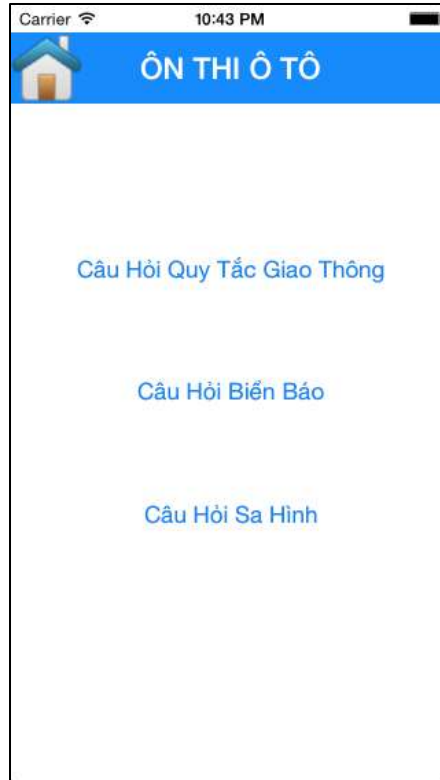 Carrier 10:43 PM
ÔN THI Ô TÔ
Câu Hỏi Quy Tắc Giao Thông
Câu Hỏi Biển Báo
Câu Hỏi Sa Hình